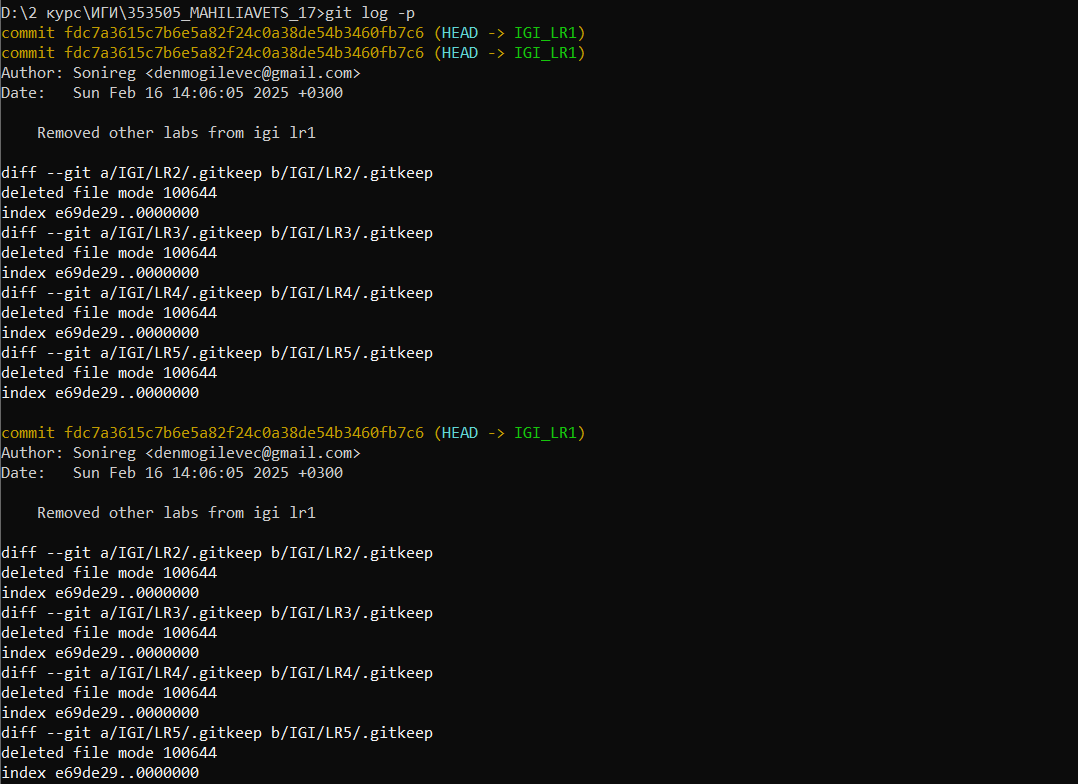 D:\2 курс\ИГИ\353505_MAHILIAVETS_17>git log -p
commit fdc7a3615c7b6e5a82f24c0a38de54b3460fb7c6 (HEAD -> IGI_LR1)
commit fdc7a3615c7b6e5a82f24c0a38de54b3460fb7c6 (HEAD -> IGI_LR1)
Author: Sonireg <denmogilevec@gmail.com>
Date:   Sun Feb 16 14:06:05 2025 +0300

    Removed other labs from igi lr1

diff --git a/IGI/LR2/.gitkeep b/IGI/LR2/.gitkeep
deleted file mode 100644
index e69de29..0000000
diff --git a/IGI/LR3/.gitkeep b/IGI/LR3/.gitkeep
deleted file mode 100644
index e69de29..0000000
diff --git a/IGI/LR4/.gitkeep b/IGI/LR4/.gitkeep
deleted file mode 100644
index e69de29..0000000
diff --git a/IGI/LR5/.gitkeep b/IGI/LR5/.gitkeep
deleted file mode 100644
index e69de29..0000000

commit fdc7a3615c7b6e5a82f24c0a38de54b3460fb7c6 (HEAD -> IGI_LR1)
Author: Sonireg <denmogilevec@gmail.com>
Date:   Sun Feb 16 14:06:05 2025 +0300

    Removed other labs from igi lr1

diff --git a/IGI/LR2/.gitkeep b/IGI/LR2/.gitkeep
deleted file mode 100644
index e69de29..0000000
diff --git a/IGI/LR3/.gitkeep b/IGI/LR3/.gitkeep
deleted file mode 100644
index e69de29..0000000
diff --git a/IGI/LR4/.gitkeep b/IGI/LR4/.gitkeep
deleted file mode 100644
index e69de29..0000000
diff --git a/IGI/LR5/.gitkeep b/IGI/LR5/.gitkeep
deleted file mode 100644
index e69de29..0000000